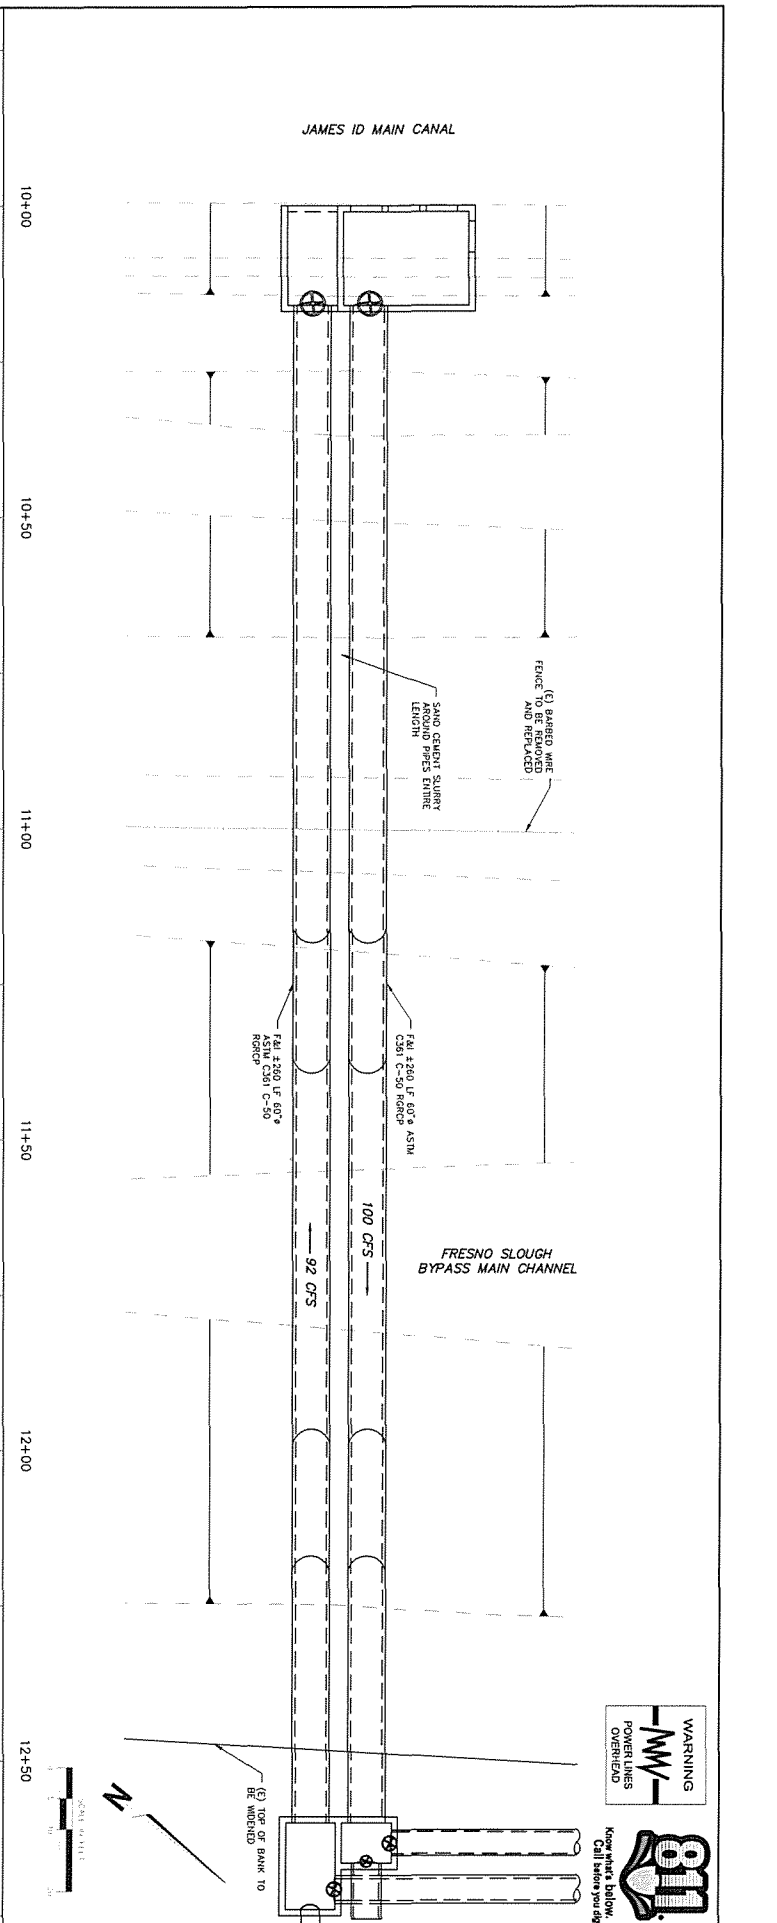 JAMES ID MAIN CANAL
10+00
10+50
11+00
11+50
12+00
12+50
(E) BARBED WIRE
FENCE TO BE REMOVED
AND REPLACED
SAND CEMENT SLURRY
AROUND PIPES ENTIRE
LENGTH
F&I ±260 LF 60"ø ASTM
C361 C-50 RGRCP
F&I ±260 LF 60"ø
ASTM C361 C-50
RGRCP
100 CFS
92 CFS
FRESNO SLOUGH
BYPASS MAIN CHANNEL
WARNING
POWER LINES
OVERHEAD
811
Know what's below.
Call before you dig
(E) TOP OF BANK TO
BE WIDENED
N
SCALE IN FEET